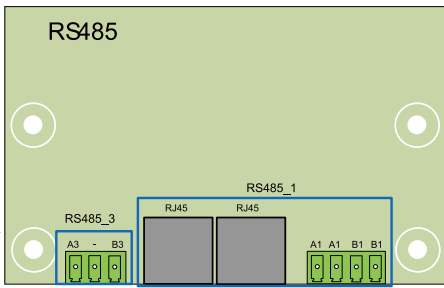 RS485
RS485_1
RJ45 RJ45
RS485_3
A3 - B3
A1 A1 B1 B1